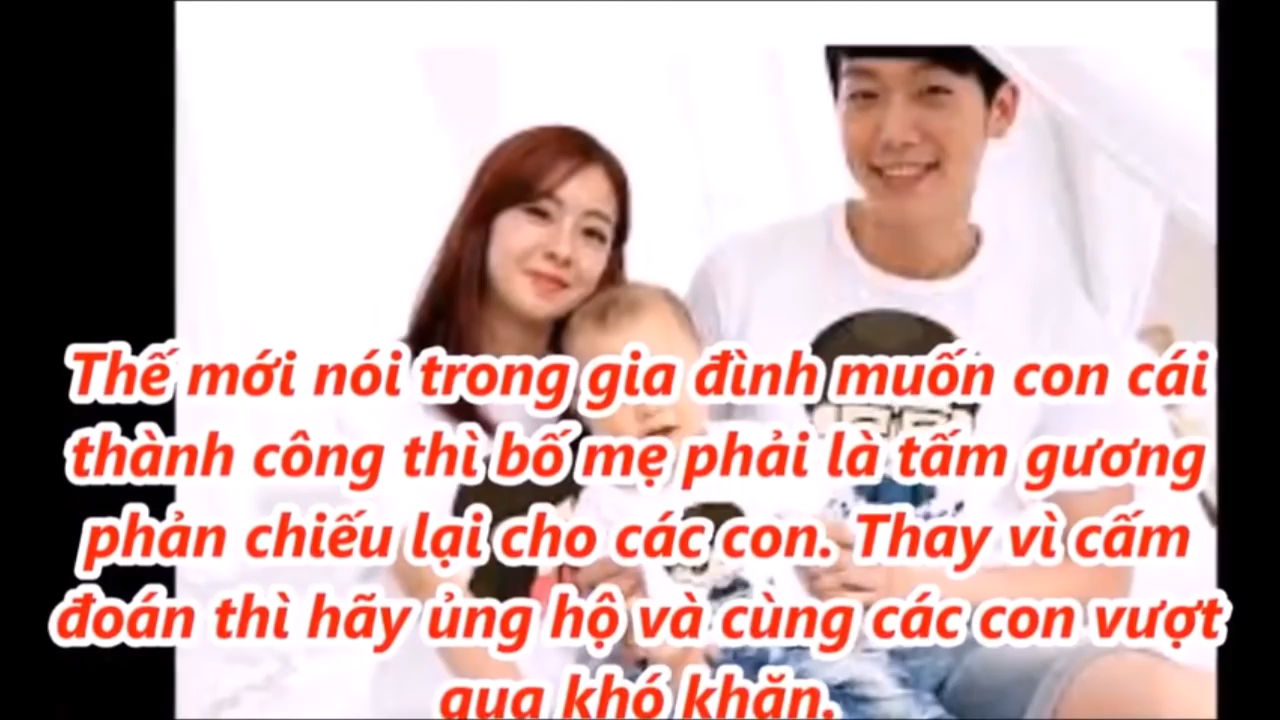 Thế mới nói trong gia đình muốn con cái
thành công thì bố mẹ phải là tấm gương
phản chiếu lại cho các con. Thay vì cấm
đoán thì hãy ủng hộ và cùng các con vượt
qua khó khăn.